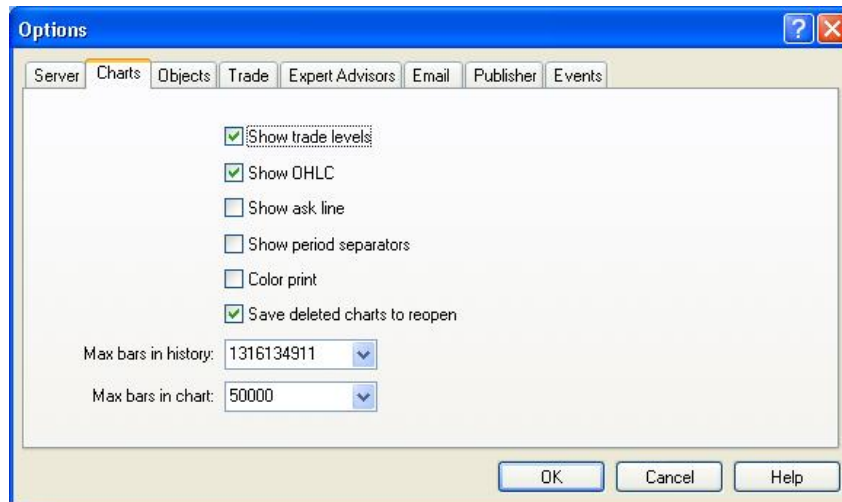 Options
Server Charts Objects Trade Expert Advisors Email Publisher Events
Show trade levels
Show OHLC
Show ask line
Show period separators
Color print
Save deleted charts to reopen
Max bars in history: 1316134911
Max bars in chart: 50000
OK Cancel Help